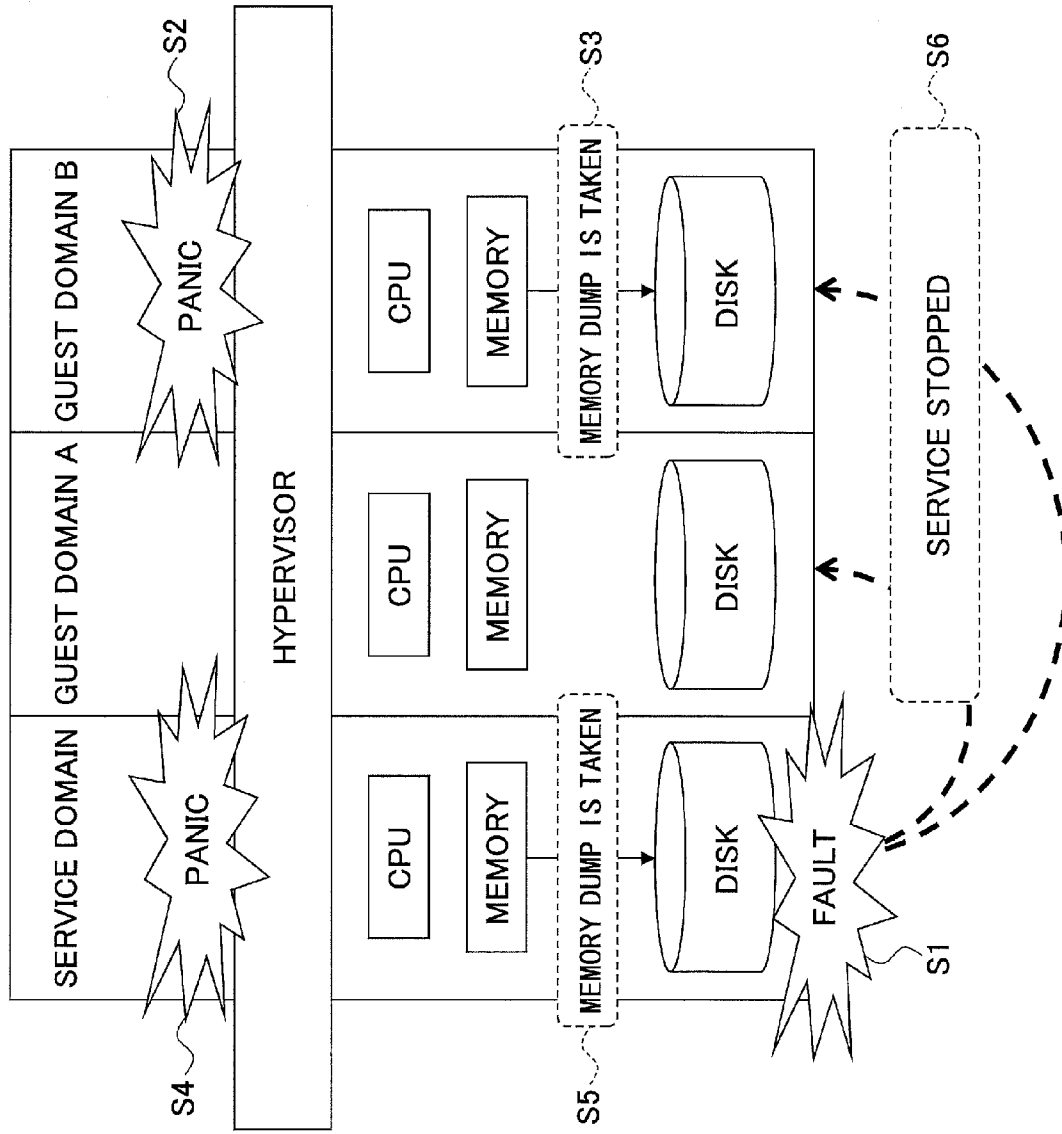 SERVICE DOMAIN
GUEST DOMAIN A
GUEST DOMAIN B
S4
PANIC
PANIC
S2
HYPERVISOR
CPU
CPU
CPU
MEMORY
MEMORY
MEMORY
S5
MEMORY DUMP IS TAKEN
MEMORY DUMP IS TAKEN
S3
DISK
DISK
DISK
FAULT
S1
SERVICE STOPPED
S6